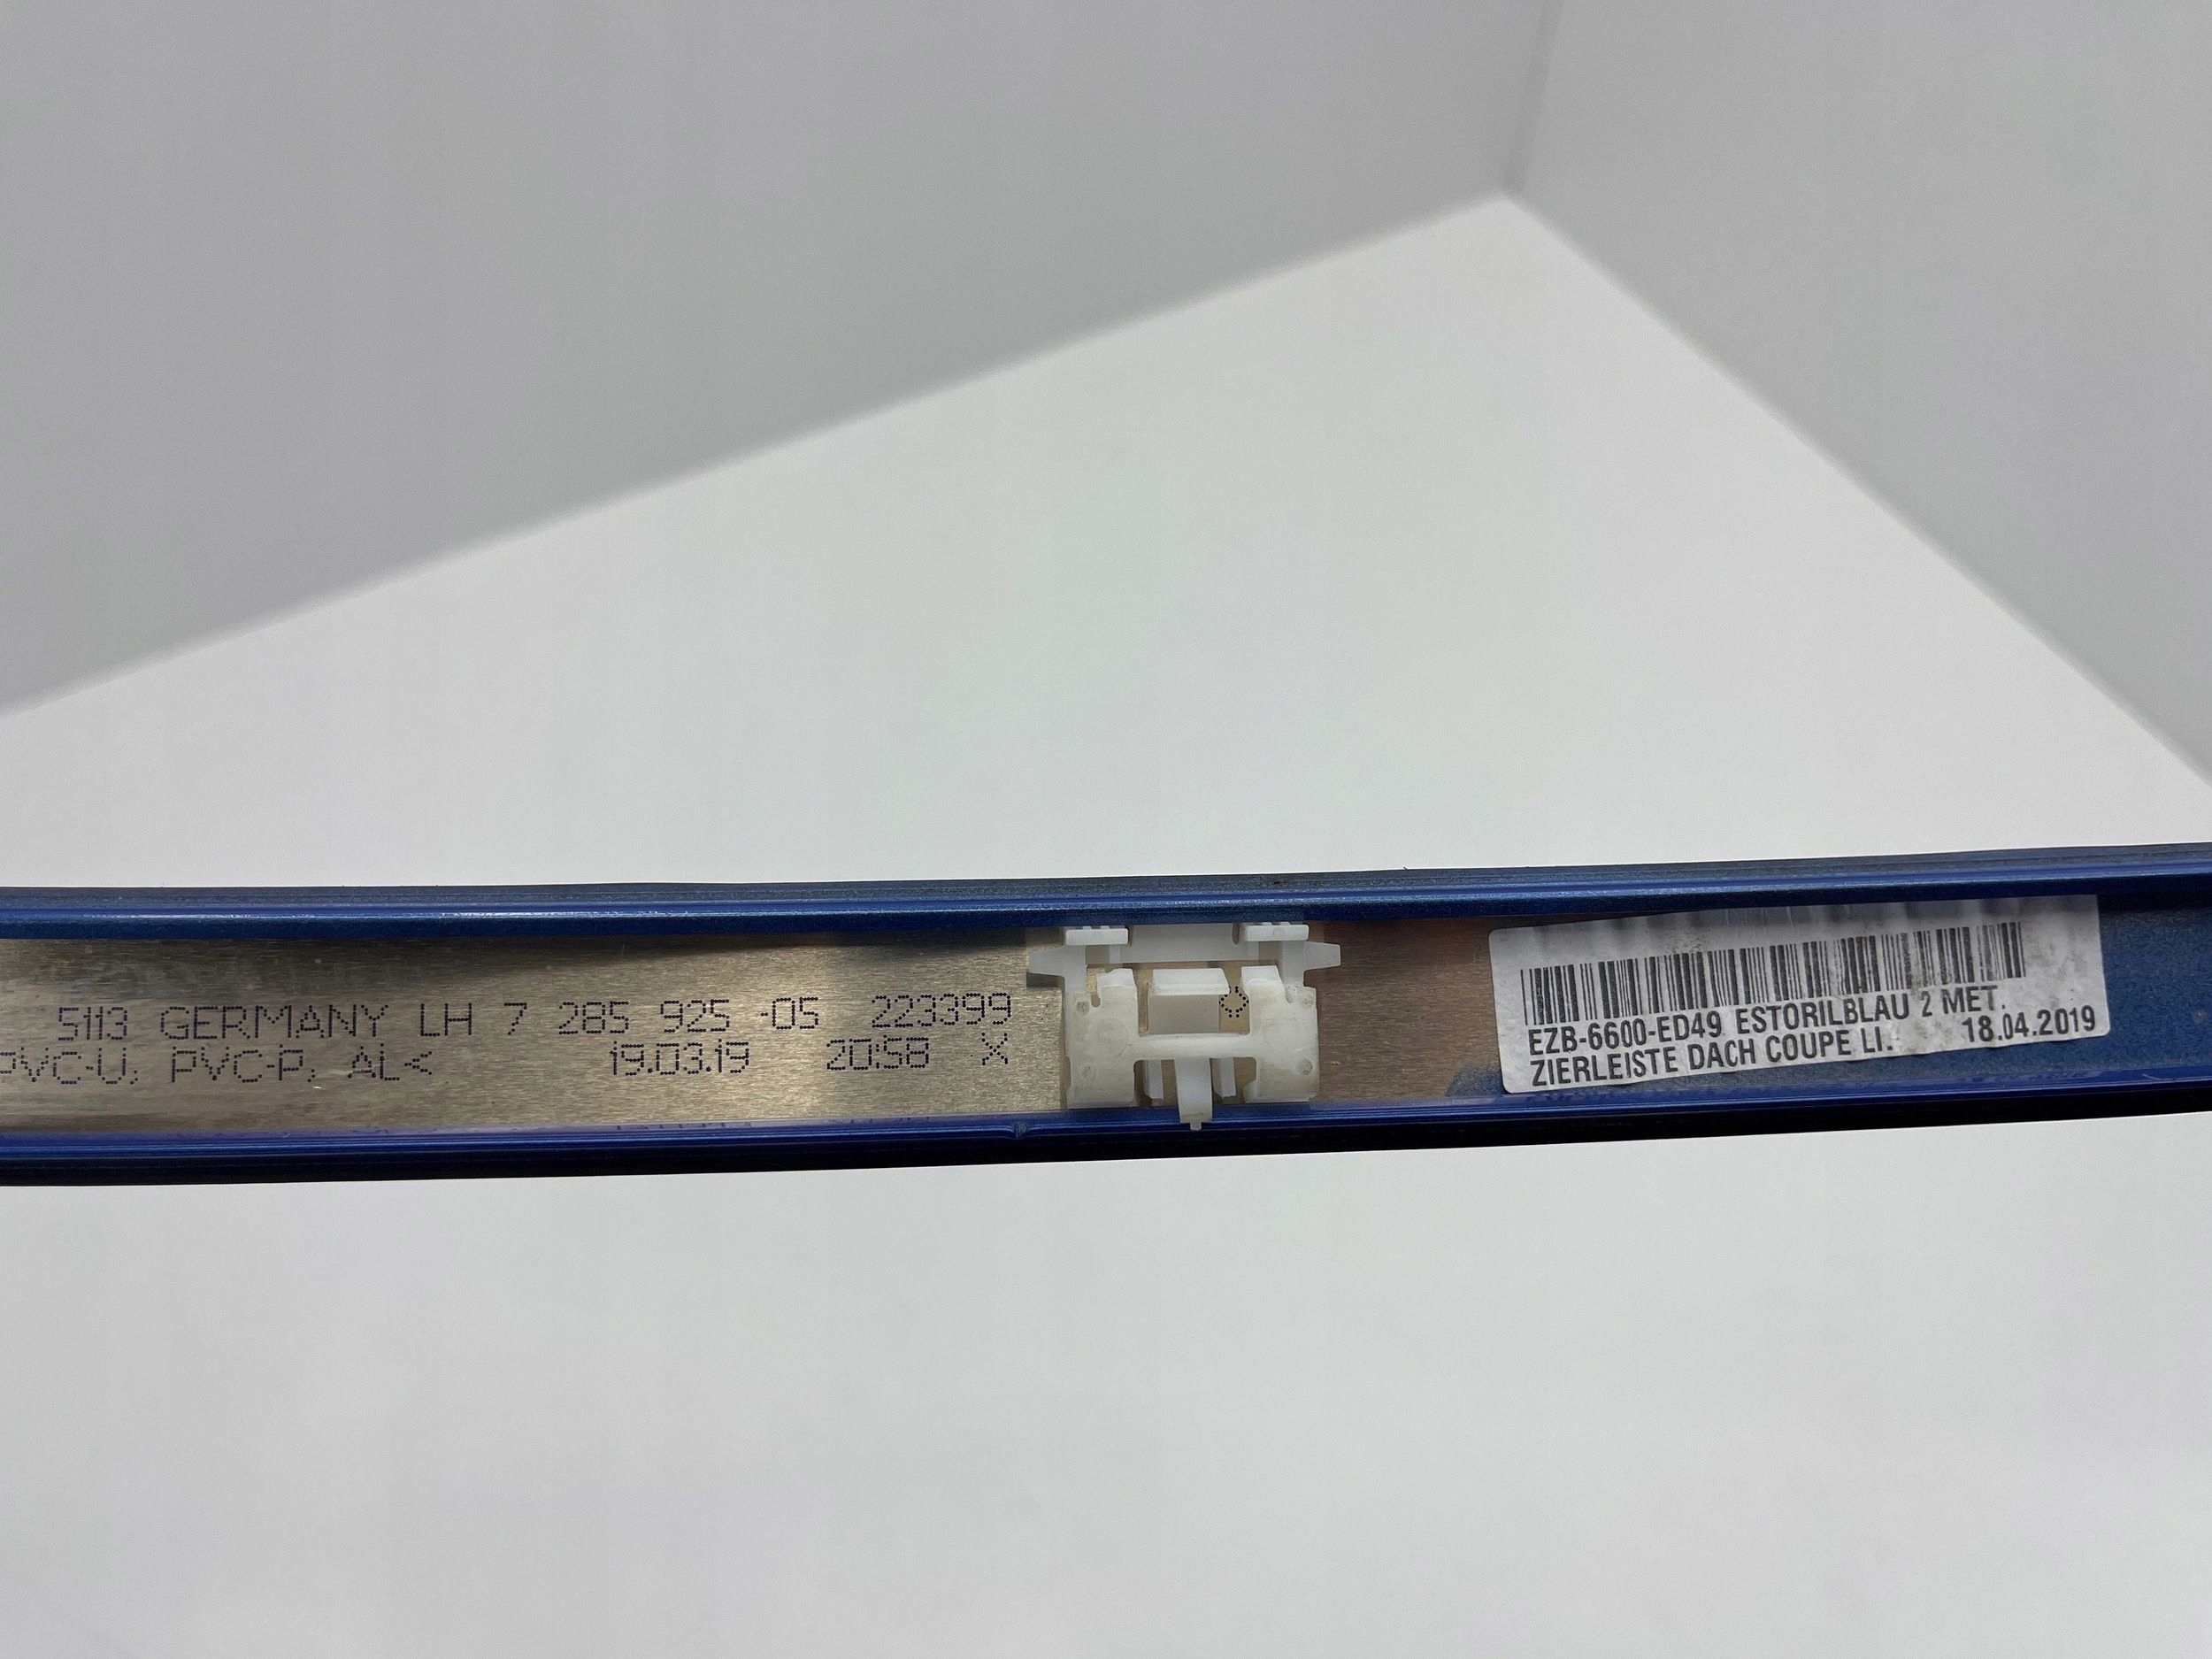 5113 GERMANY LH 7 285 925 -05 223399
PVC-U, PVC-P, AL< 19.03.19 20:58 X
EZB-6600-ED49 ESTORILBLAU 2 MET.
ZIERLEISTE DACH COUPE LI. 18.04.2019